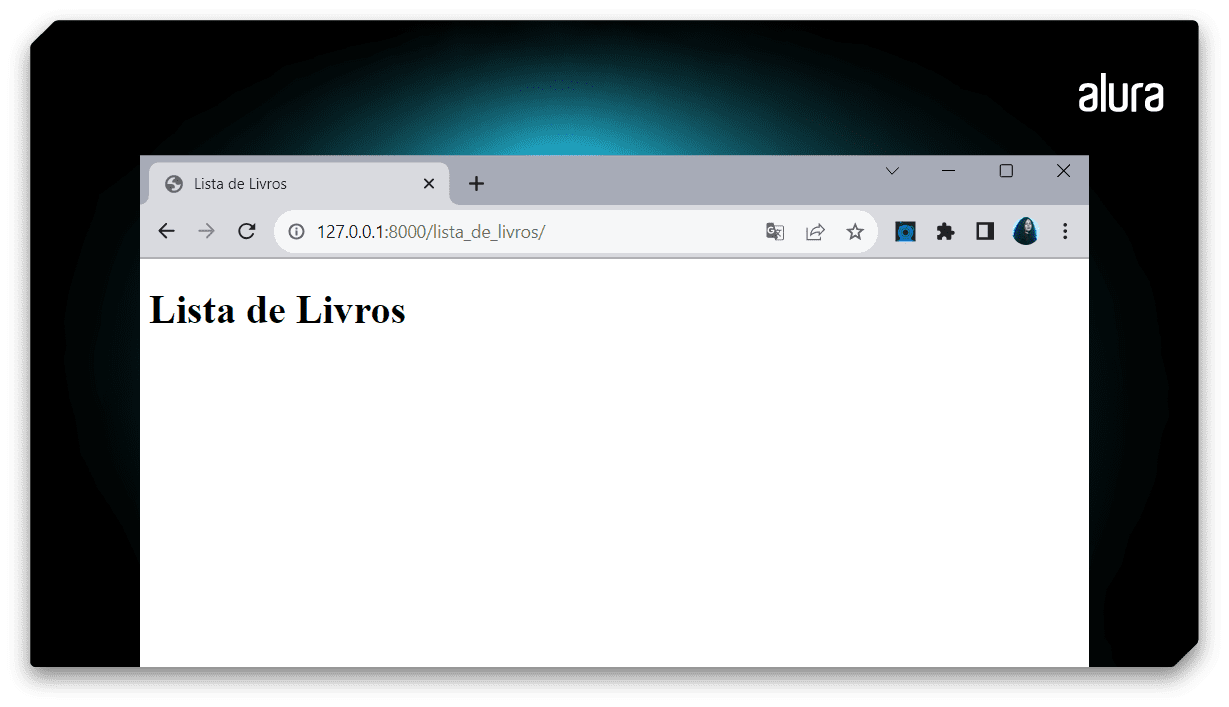 alura
Lista de Livros
127.0.0.1:8000/lista_de_livros/
Lista de Livros